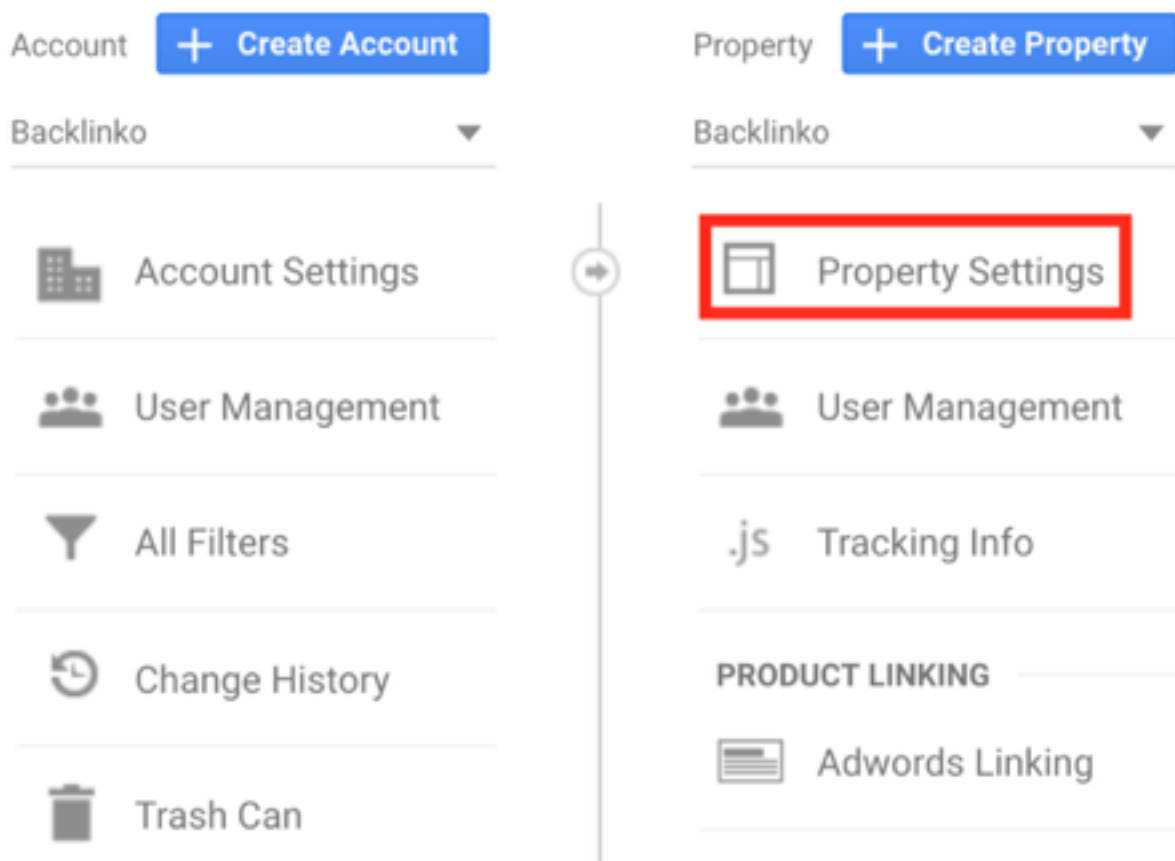 Account
+ Create Account
Backlinko
Account Settings
User Management
All Filters
Change History
Trash Can
Property
+ Create Property
Backlinko
Property Settings
User Management
.js Tracking Info
PRODUCT LINKING
Adwords Linking